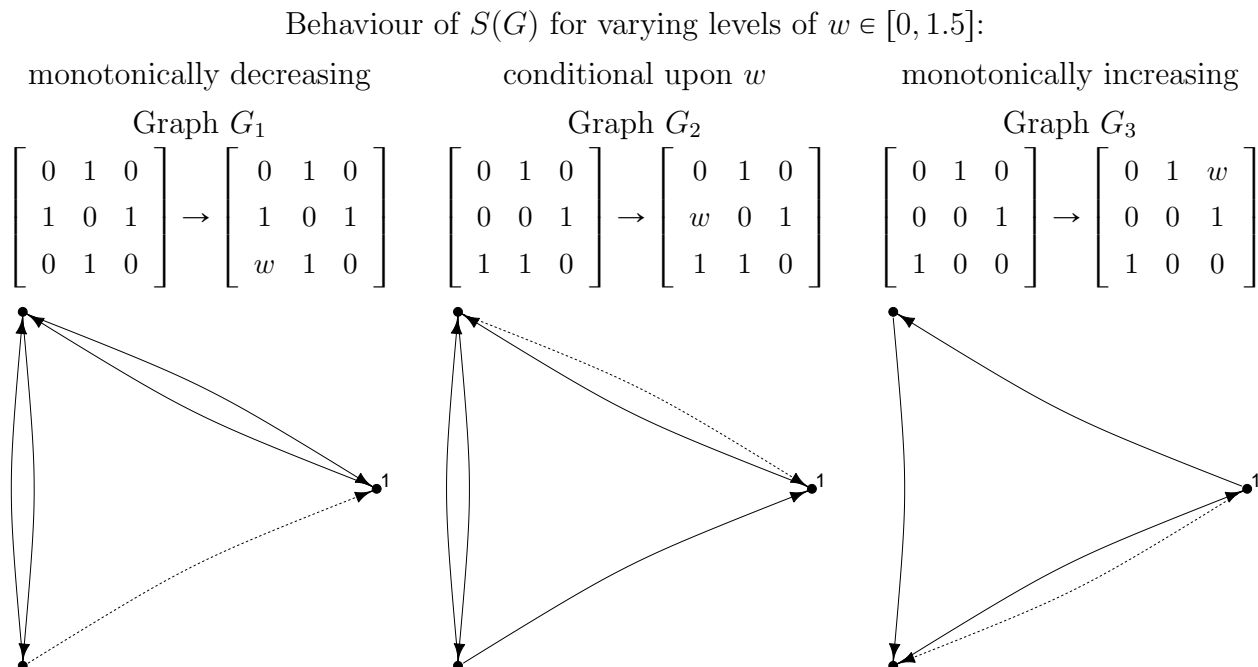 Behaviour of S(G) for varying levels of w ∈ [0, 1.5]:
monotonically decreasing conditional upon w monotonically increasing
Graph G₁ Graph G₂ Graph G₃
[ 0 1 0 ] [ 0 1 0 ] [ 0 1 0 ] [ 0 1 0 ] [ 0 1 0 ] [ 0 1 w ]
[ 1 0 1 ] → [ 1 0 1 ] [ 0 0 1 ] → [ w 0 1 ] [ 0 0 1 ] → [ 0 0 1 ]
[ 0 1 0 ] [ w 1 0 ] [ 1 1 0 ] [ 1 1 0 ] [ 1 0 0 ] [ 1 0 0 ]
1 1 1